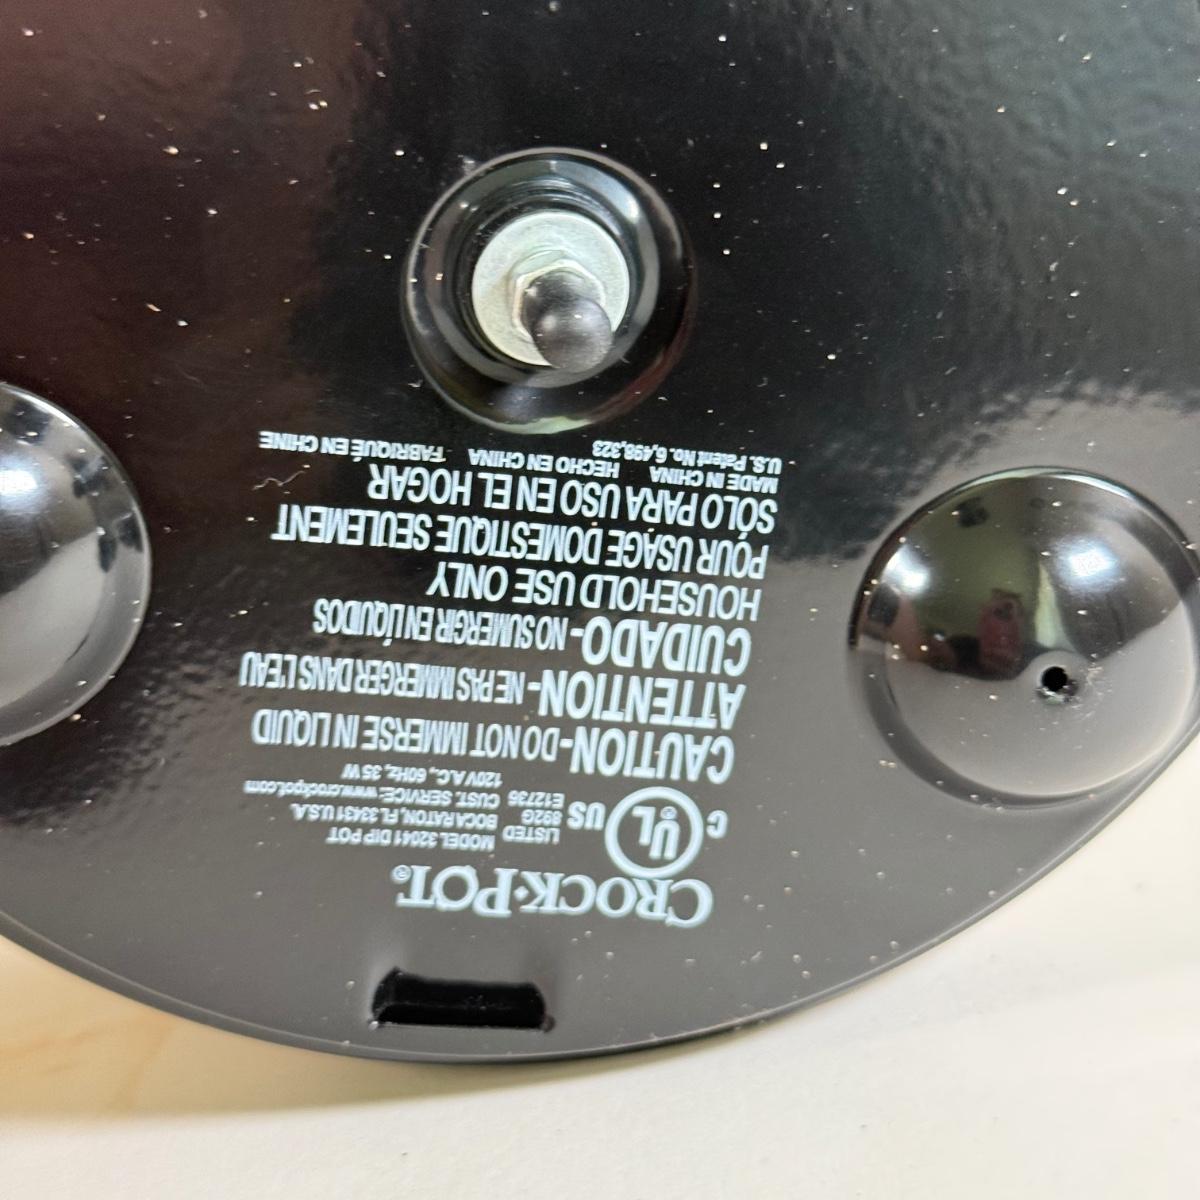 CROCK•POT®
C UL® US
LISTED
892G
E12736
MODEL 32041 DIP POT
BOCA RATON, FL 33431 U.S.A.
CUST. SERVICE: www.crockpot.com
120V A.C., 60Hz, 35 W
CAUTION-DO NOT IMMERSE IN LIQUID
ATTENTION-NE PAS IMMERGER DANS L'EAU
CUIDADO-NO SUMERGIR EN LÍQUIDOS
HOUSEHOLD USE ONLY
POUR USAGE DOMESTIQUE SEULEMENT
SÓLO PARA USO EN EL HOGAR
MADE IN CHINA HECHO EN CHINA FABRIQUÉ EN CHINE
U.S. Patent No. 6,498,323